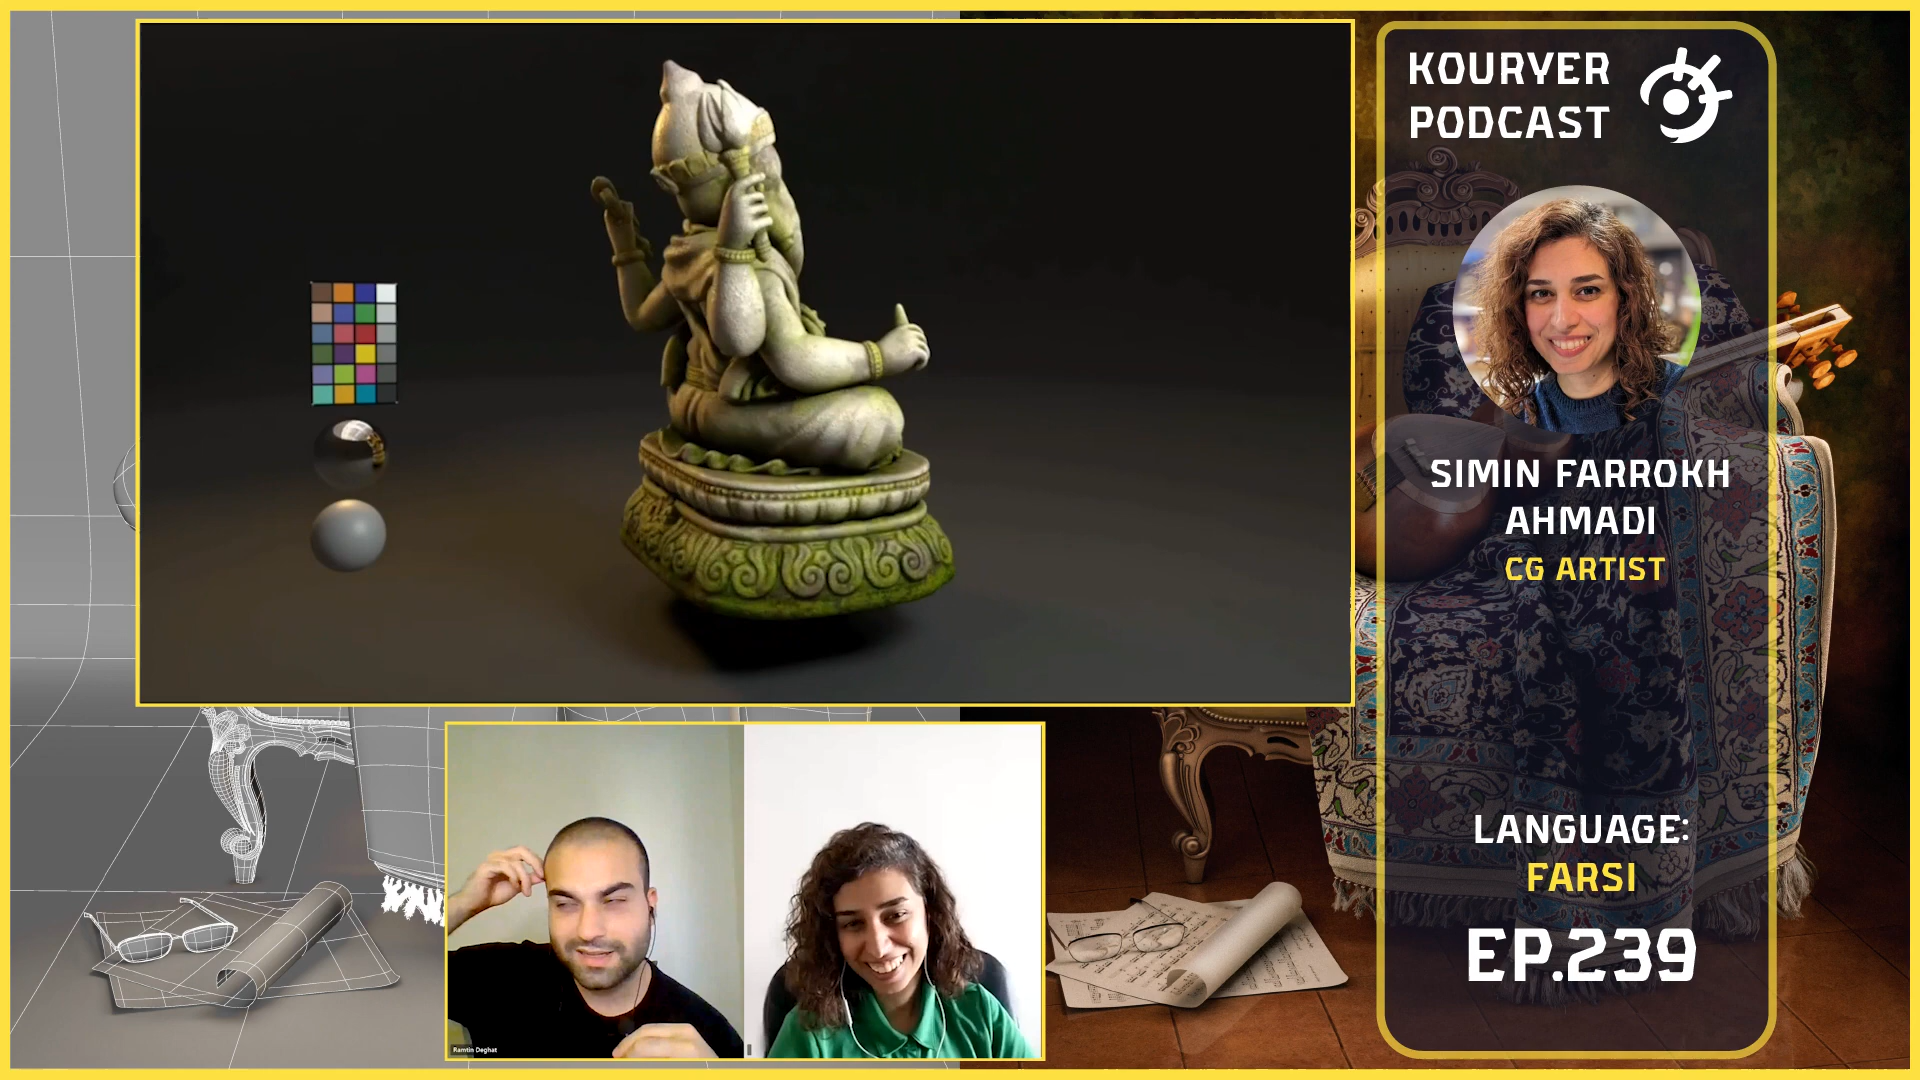 KOURYER
PODCAST
SIMIN FARROKH
AHMADI
CG ARTIST
LANGUAGE:
FARSI
EP.239
Ramtin Deghat